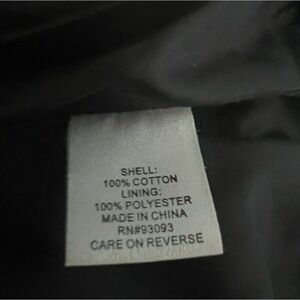 SHELL:
100% COTTON
LINING:
100% POLYESTER
MADE IN CHINA
RN#93093
CARE ON REVERSE